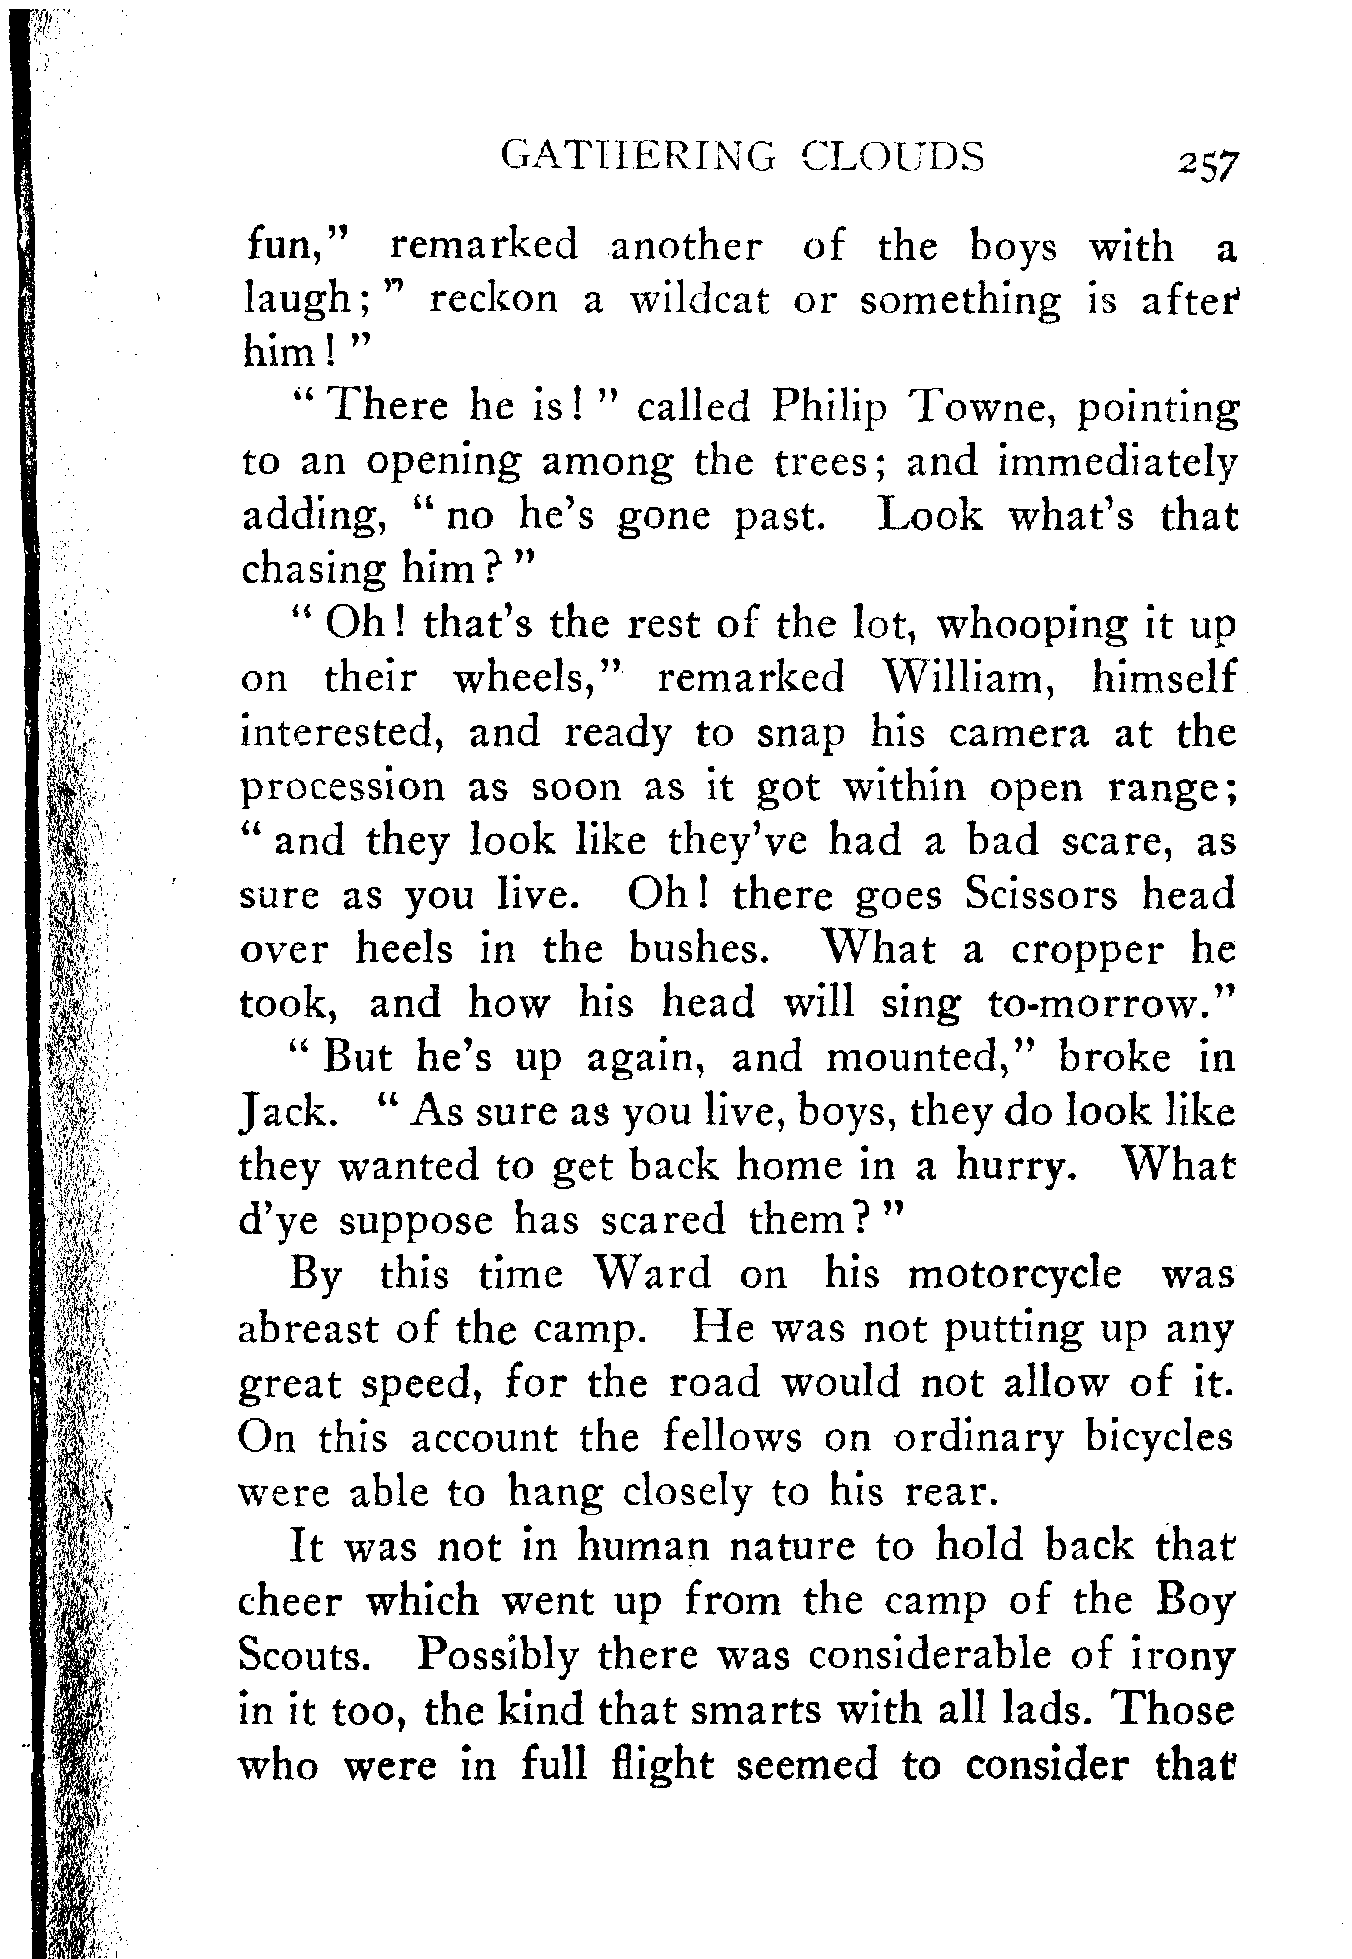 GATHERING CLOUDS 257
fun," remarked another of the boys with a
laugh; " reckon a wildcat or something is after
him! "
" There he is! " called Philip Towne, pointing
to an opening among the trees; and immediately
adding, " no he's gone past. Look what's that
chasing him? "
" Oh! that's the rest of the lot, whooping it up
on their wheels," remarked William, himself
interested, and ready to snap his camera at the
procession as soon as it got within open range;
" and they look like they've had a bad scare, as
sure as you live. Oh! there goes Scissors head
over heels in the bushes. What a cropper he
took, and how his head will sing to-morrow."
" But he's up again, and mounted," broke in
Jack. " As sure as you live, boys, they do look like
they wanted to get back home in a hurry. What
d'ye suppose has scared them? "
By this time Ward on his motorcycle was
abreast of the camp. He was not putting up any
great speed, for the road would not allow of it.
On this account the fellows on ordinary bicycles
were able to hang closely to his rear.
It was not in human nature to hold back that
cheer which went up from the camp of the Boy
Scouts. Possibly there was considerable of irony
in it too, the kind that smarts with all lads. Those
who were in full flight seemed to consider that